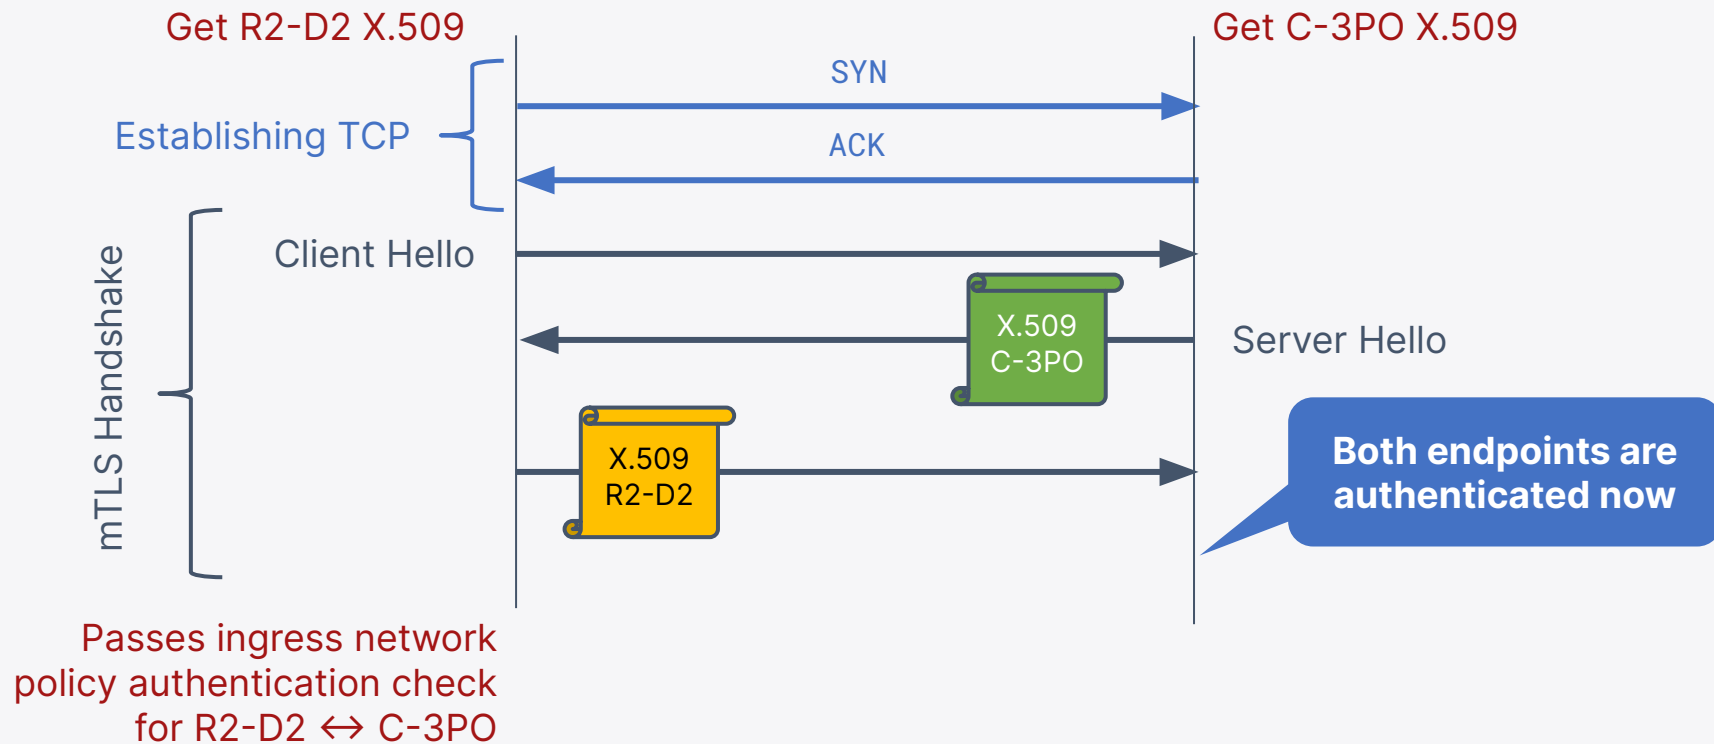 Get R2-D2 X.509
Get C-3PO X.509
SYN
Establishing TCP
ACK
mTLS Handshake
Client Hello
X.509
C-3PO
Server Hello
X.509
R2-D2
Both endpoints are
authenticated now
Passes ingress network
policy authentication check
for R2-D2 ↔ C-3PO